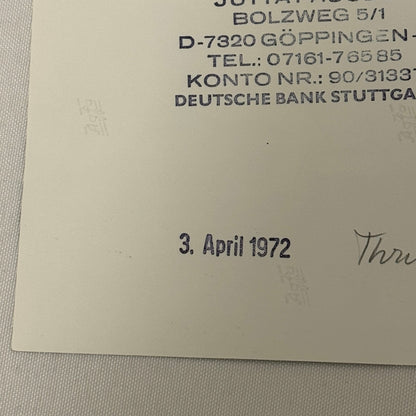 BOLZWEG 5/1
D-7320 GÖPPINGEN-
TEL.: 07161-76585
KONTO NR.: 90/3133
DEUTSCHE BANK STUTTGA
3. April 1972